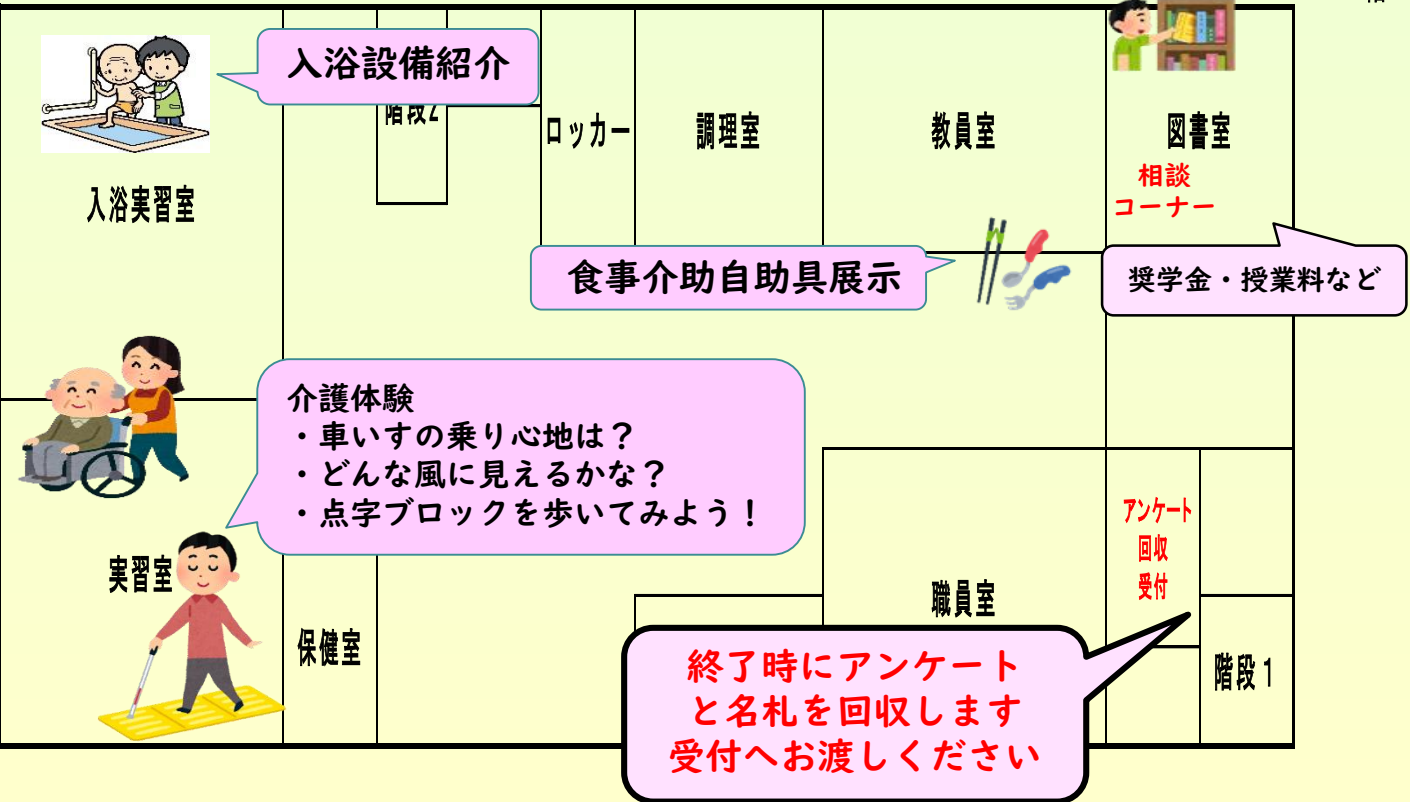 階
入浴設備紹介
階段2
ロッカー
調理室
教員室
図書室
相談
コーナー
入浴実習室
食事介助自助具展示
奨学金・授業料など
介護体験
・車いすの乗り心地は？
・どんな風に見えるかな？
・点字ブロックを歩いてみよう！
実習室
保健室
職員室
アンケート
回収
受付
階段1
終了時にアンケート
と名札を回収します
受付へお渡しください